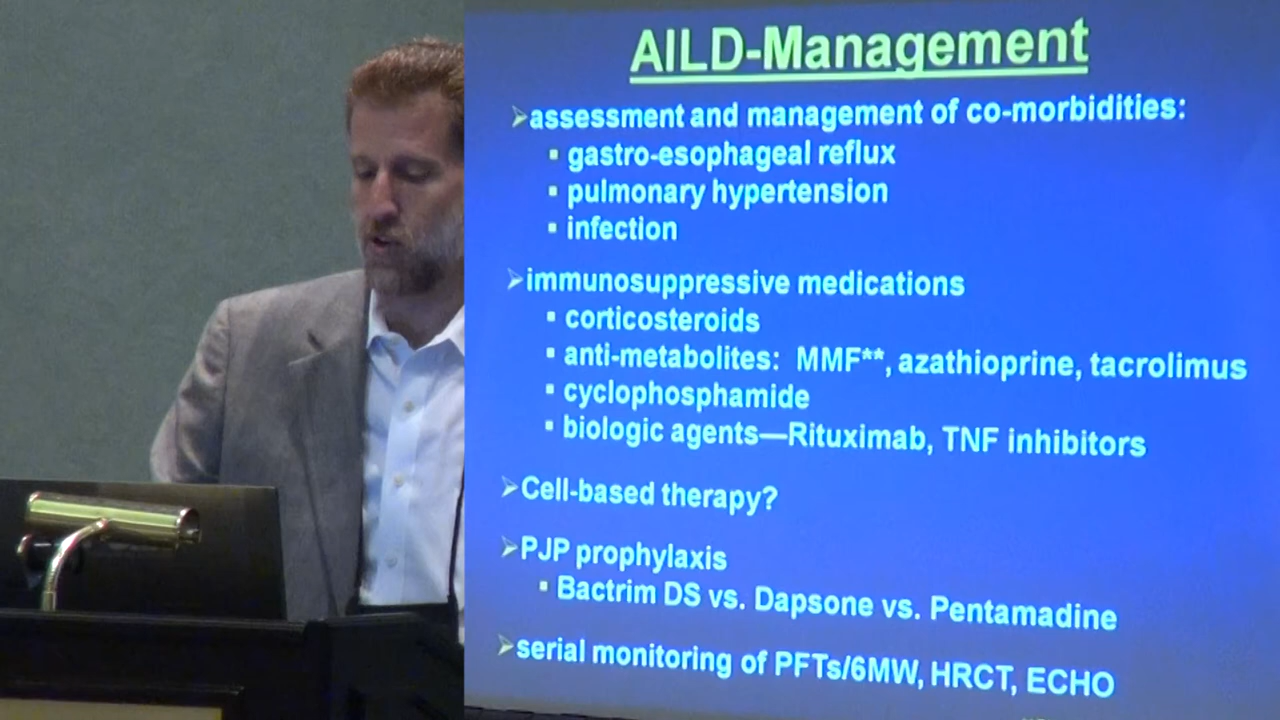 AILD-Management
➢assessment and management of co-morbidities:
▪ gastro-esophageal reflux
▪ pulmonary hypertension
▪ infection
➢immunosuppressive medications
▪ corticosteroids
▪ anti-metabolites: MMF**, azathioprine, tacrolimus
▪ cyclophosphamide
▪ biologic agents—Rituximab, TNF inhibitors
➢Cell-based therapy?
➢PJP prophylaxis
▪ Bactrim DS vs. Dapsone vs. Pentamadine
➢serial monitoring of PFTs/6MW, HRCT, ECHO